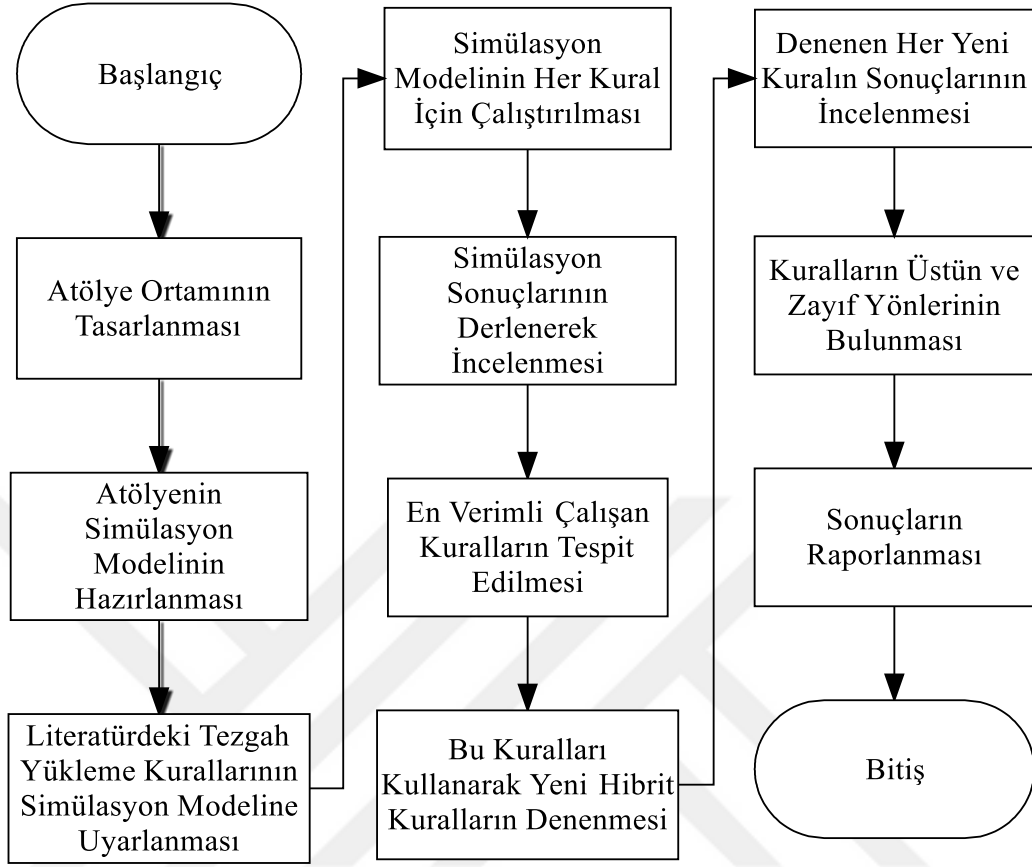 Başlangıç
Atölye Ortamının
Tasarlanması
Atölyenin
Simülasyon
Modelinin
Hazırlanması
Literatürdeki Tezgah
Yükleme Kurallarının
Simülasyon Modeline
Uyarlanması
Simülasyon
Modelinin Her Kural
İçin Çalıştırılması
Simülasyon
Sonuçlarının
Derlenerek
İncelenmesi
En Verimli Çalışan
Kuralların Tespit
Edilmesi
Bu Kuralları
Kullanarak Yeni Hibrit
Kuralların Denenmesi
Denenen Her Yeni
Kuralın Sonuçlarının
İncelenmesi
Kuralların Üstün ve
Zayıf Yönlerinin
Bulunması
Sonuçların
Raporlanması
Bitiş